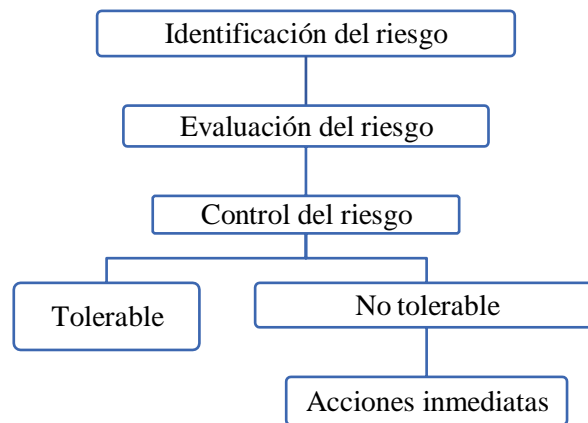 Identificación del riesgo
Evaluación del riesgo
Control del riesgo
Tolerable
No tolerable
Acciones inmediatas